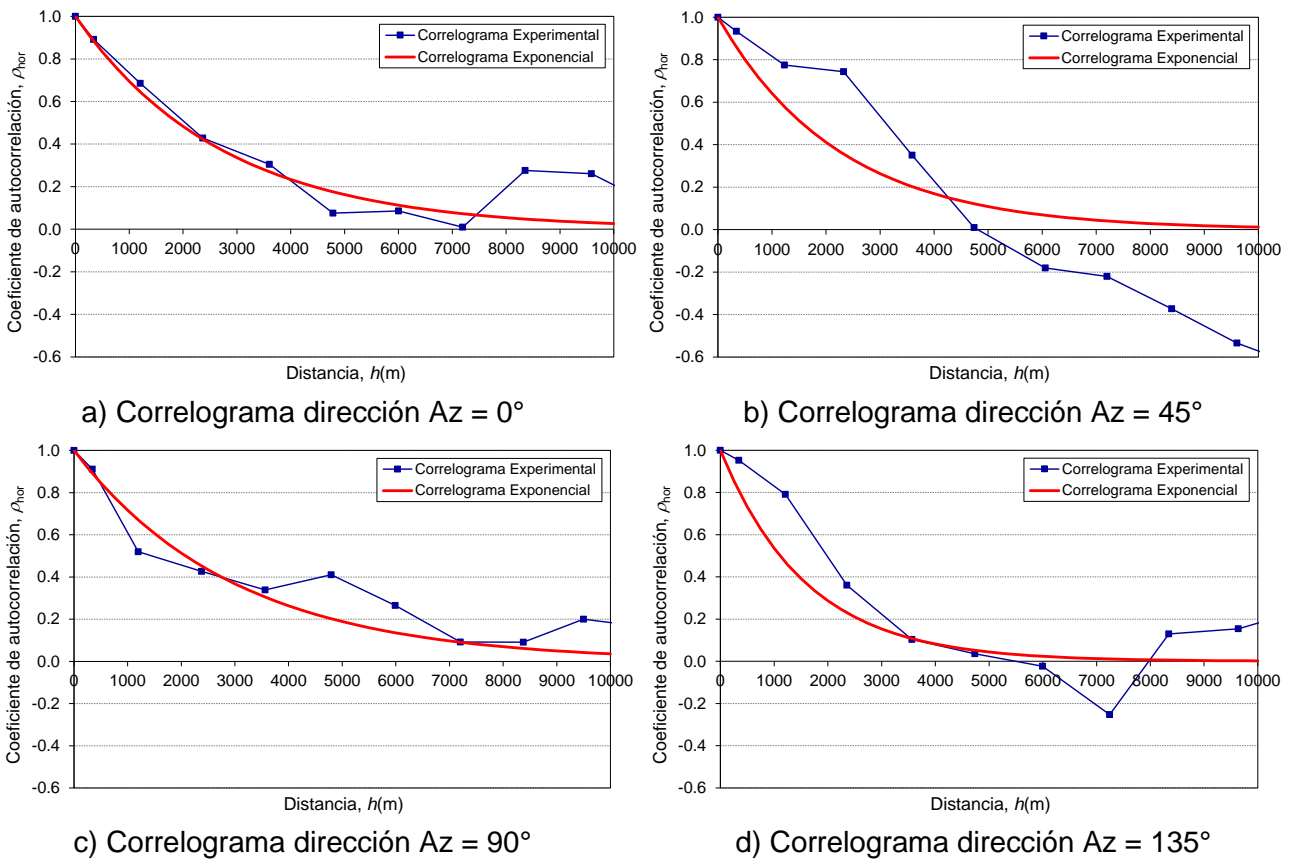 Coeficiente de autocorrelación, ρhor
1.0
0.8
0.6
0.4
0.2
0.0
-0.2
-0.4
-0.6
0 1000 2000 3000 4000 5000 6000 7000 8000 9000 10000
Correlograma Experimental
Correlograma Exponencial
Distancia, h(m)
a) Correlograma dirección Az = 0°
Coeficiente de autocorrelación, ρhor
1.0
0.8
0.6
0.4
0.2
0.0
-0.2
-0.4
-0.6
0 1000 2000 3000 4000 5000 6000 7000 8000 9000 10000
Correlograma Experimental
Correlograma Exponencial
Distancia, h(m)
b) Correlograma dirección Az = 45°
Coeficiente de autocorrelación, ρhor
1.0
0.8
0.6
0.4
0.2
0.0
-0.2
-0.4
-0.6
0 1000 2000 3000 4000 5000 6000 7000 8000 9000 10000
Correlograma Experimental
Correlograma Exponencial
Distancia, h(m)
c) Correlograma dirección Az = 90°
Coeficiente de autocorrelación, ρhor
1.0
0.8
0.6
0.4
0.2
0.0
-0.2
-0.4
-0.6
0 1000 2000 3000 4000 5000 6000 7000 8000 9000 10000
Correlograma Experimental
Correlograma Exponencial
Distancia, h(m)
d) Correlograma dirección Az = 135°